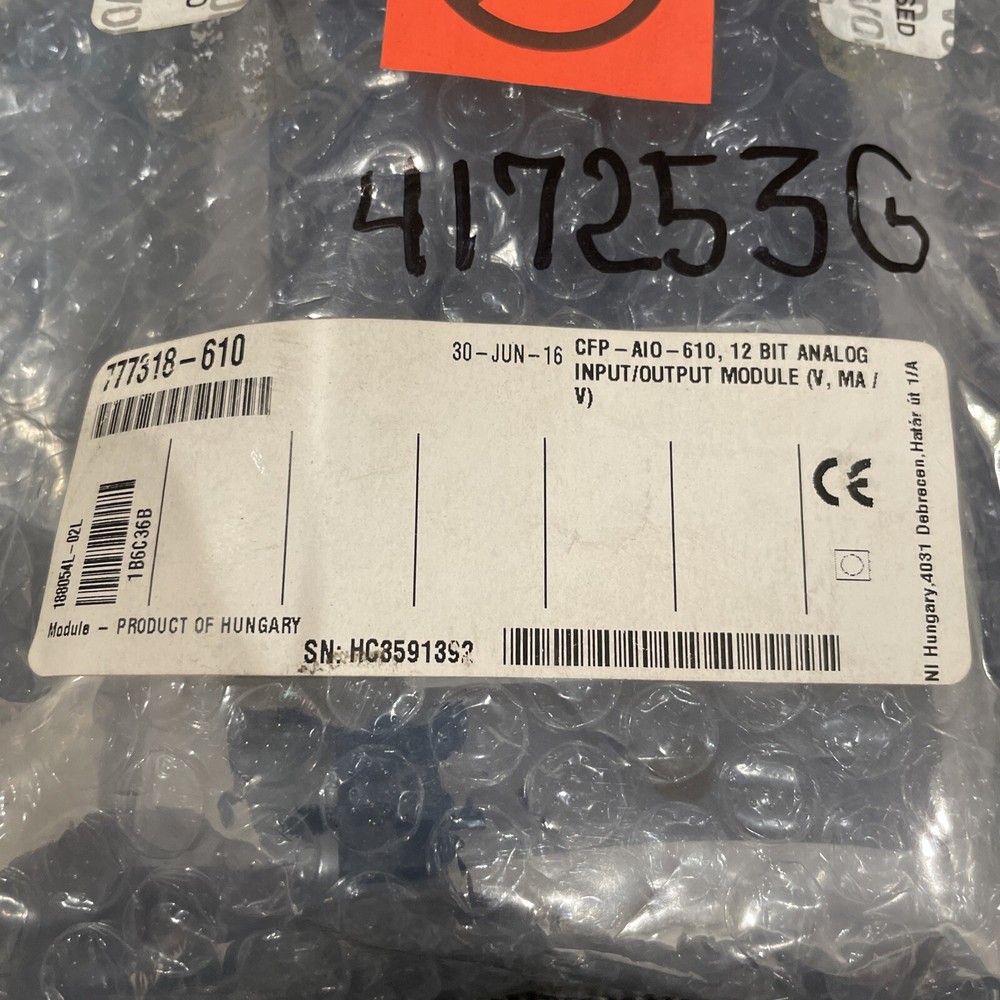 SED
417253G
777318-610
30-JUN-16
CFP-AIO-610, 12 BIT ANALOG
INPUT/OUTPUT MODULE (V, MA /
V)
188054L-02L
1B6C36B
CE
NI Hungary,4031 Debrecen,Határ út 1/A
Module - PRODUCT OF HUNGARY
SN: